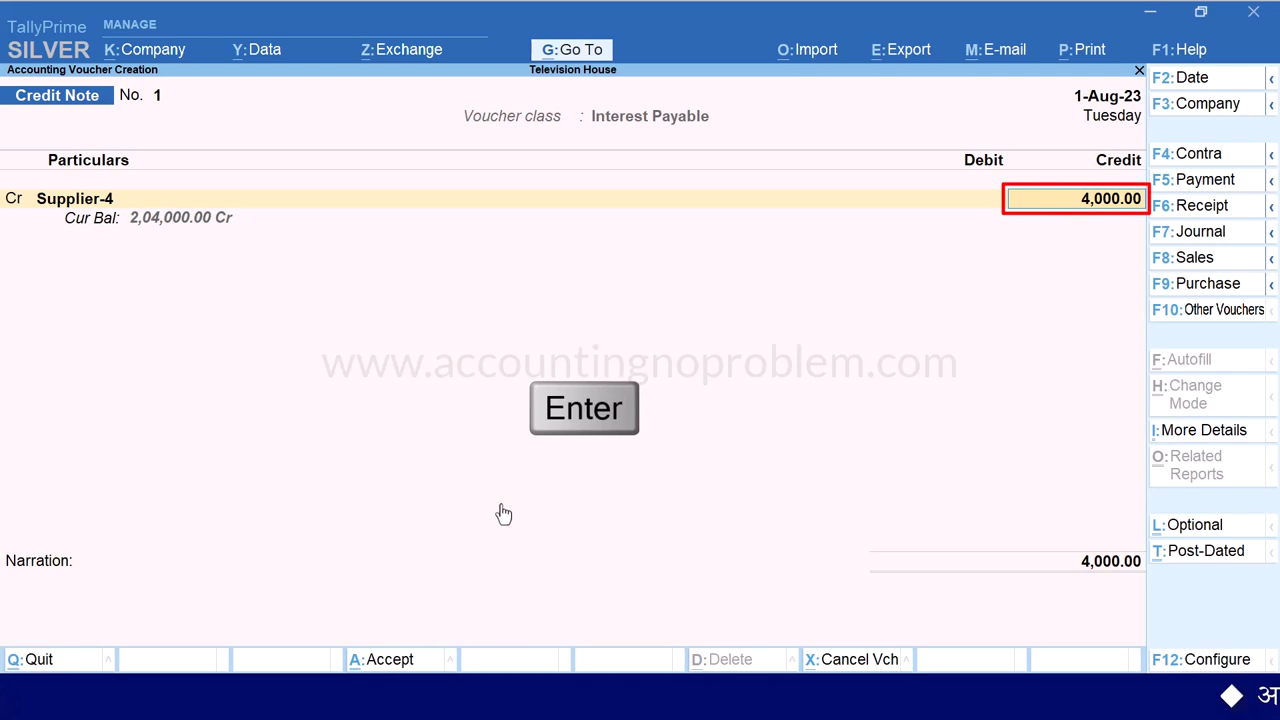 TallyPrime MANAGE
SILVER K:Company Y:Data Z:Exchange G:Go To O:Import E:Export M:E-mail P:Print F1:Help
Accounting Voucher Creation Television House
Credit Note No. 1 1-Aug-23
Voucher class : Interest Payable Tuesday
Particulars Debit Credit
Cr Supplier-4 4,000.00
Cur Bal: 2,04,000.00 Cr
www.accountingnoproblem.com
Enter
Narration: 4,000.00
Q:Quit A:Accept D:Delete X:Cancel Vch
F2:Date
F3:Company
F4:Contra
F5:Payment
F6:Receipt
F7:Journal
F8:Sales
F9:Purchase
F10:Other Vouchers
F:Autofill
H:Change
Mode
I:More Details
O:Related
Reports
L:Optional
T:Post-Dated
F12:Configure